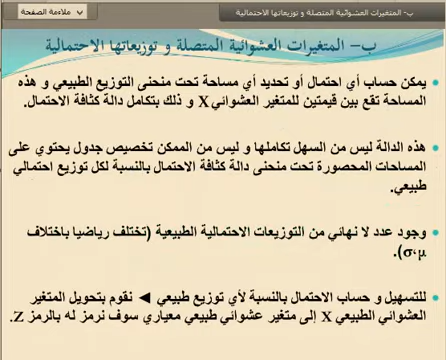 ب- المتغيرات العشوائية المتصلة و توزيعاتها الاحتمالية
ملاءمة الصفحة
ب- المتغيرات العشوائية المتصلة و توزيعاتها الاحتمالية
يمكن حساب أي احتمال أو تحديد أي مساحة تحت منحنى التوزيع الطبيعي و هذه
المساحة تقع بين قيمتين للمتغير العشوائي X و ذلك بتكامل دالة كثافة الاحتمال.
هذه الدالة ليس من السهل تكاملها و ليس من الممكن تخصيص جدول يحتوي على
المساحات المحصورة تحت منحنى دالة كثافة الاحتمال بالنسبة لكل توزيع احتمالي
طبيعي.
وجود عدد لا نهائي من التوزيعات الاحتمالية الطبيعية (تختلف رياضيا باختلاف
σ،μ).
للتسهيل و حساب الاحتمال بالنسبة لأي توزيع طبيعي ◄ نقوم بتحويل المتغير
العشوائي الطبيعي X إلى متغير عشوائي طبيعي معياري سوف نرمز له بالرمز Z.